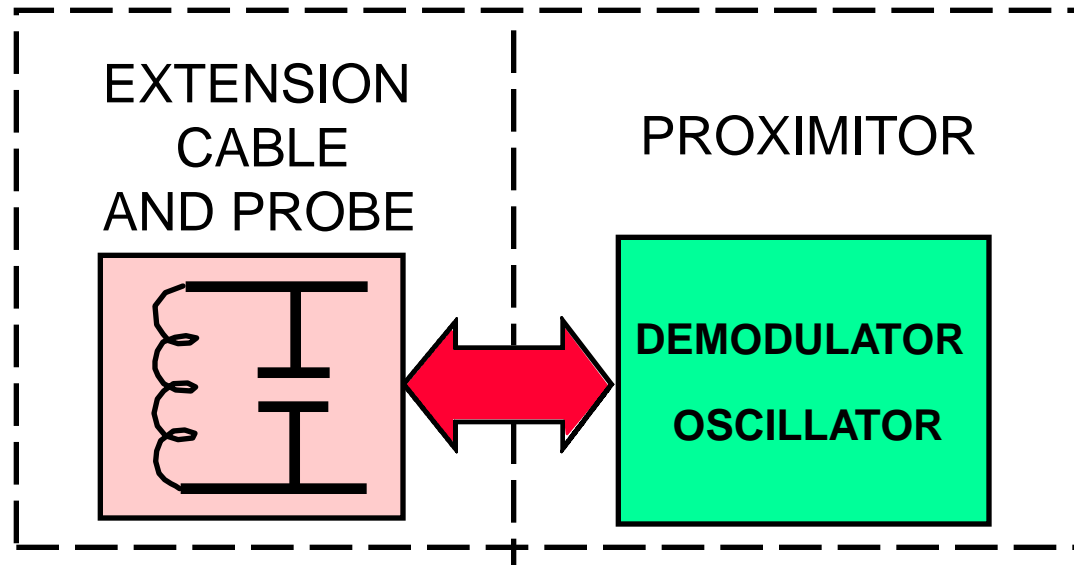 EXTENSION
CABLE
AND PROBE
PROXIMITOR
DEMODULATOR
OSCILLATOR